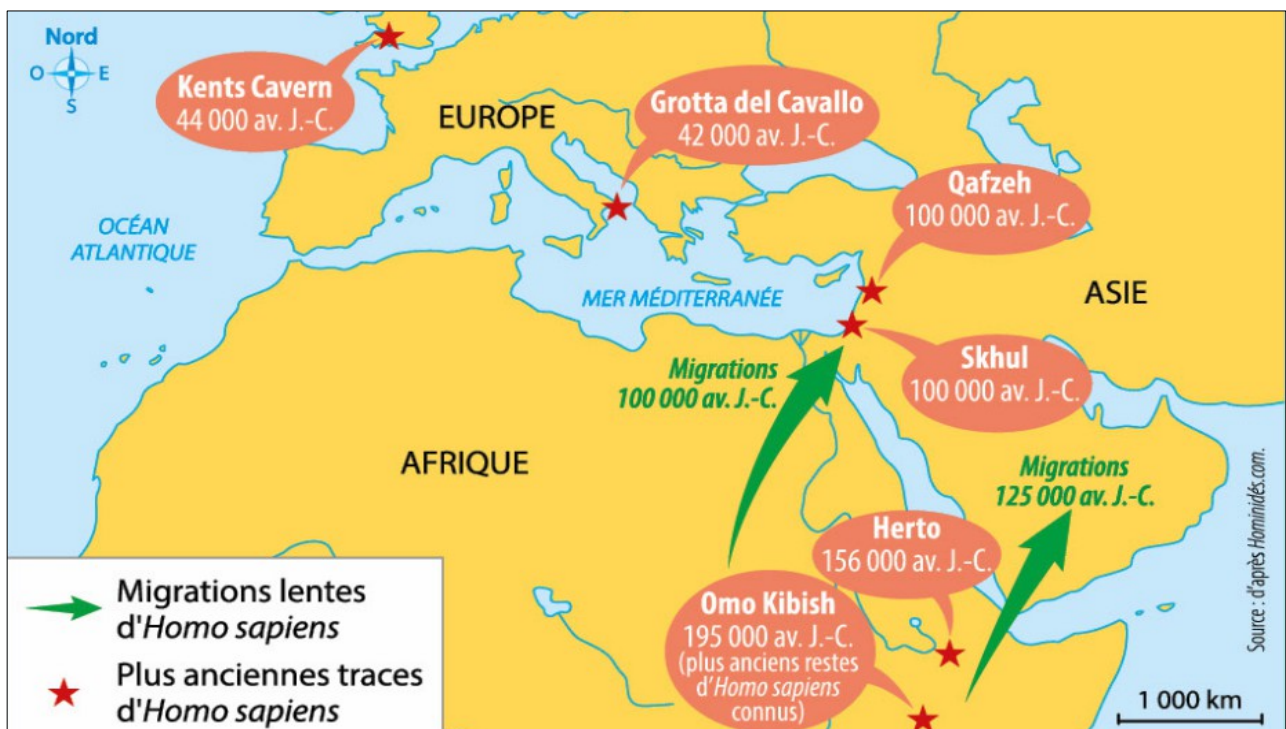 Nord
O
E
S
Kents Cavern
44 000 av. J.-C.
EUROPE
Grotta del Cavallo
42 000 av. J.-C.
Qafzeh
100 000 av. J.-C.
OCÉAN
ATLANTIQUE
MER MÉDITERRANÉE
ASIE
Migrations
100 000 av. J.-C.
Skhul
100 000 av. J.-C.
AFRIQUE
Migrations
125 000 av. J.-C.
Herto
156 000 av. J.-C.
Omo Kibish
195 000 av. J.-C.
(plus anciens restes
d'Homo sapiens
connus)
Migrations lentes
d'Homo sapiens
Plus anciennes traces
d'Homo sapiens
1 000 km
Source : d'après Hominidés.com.